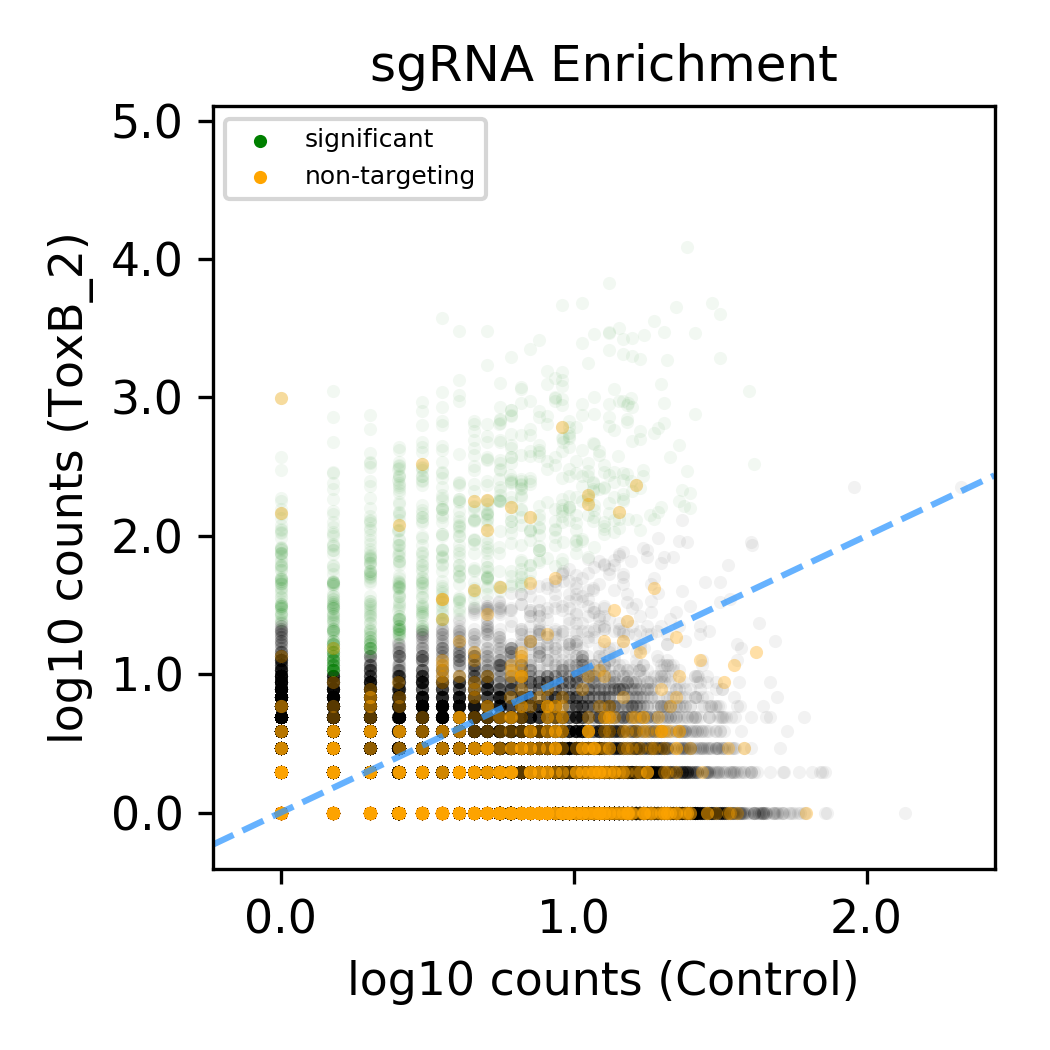 sgRNA Enrichment
significant
non-targeting
5.0
4.0
3.0
2.0
1.0
0.0
log10 counts (ToxB_2)
0.0 1.0 2.0
log10 counts (Control)